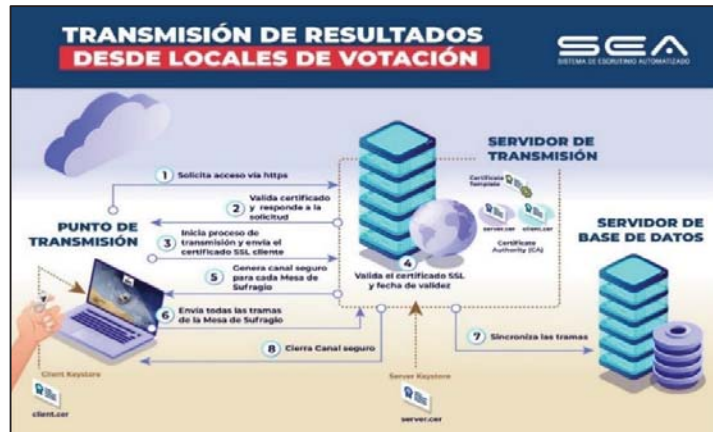 TRANSMISIÓN DE RESULTADOS
DESDE LOCALES DE VOTACIÓN
SEA
SISTEMA DE ESCRUTINIO AUTOMATIZADO
SERVIDOR DE
TRANSMISIÓN
1 Solicita acceso vía https
Certificate
Template
2 Valida certificado
y responde a la
solicitud
PUNTO DE
TRANSMISIÓN
server.cer
client.cer
SERVIDOR DE
BASE DE DATOS
3 Inicia proceso de
transmisión y envía el
certificado SSL cliente
Certificate
Authority (CA)
4
Valida el certificado SSL
y fecha de validez
5 Genera canal seguro
para cada Mesa de
Sufragio
6 Envía todas las tramas
de la Mesa de Sufragio
7 Sincroniza las tramas
8 Cierra Canal seguro
Client Keystore
Server Keystore
client.cer
server.cer